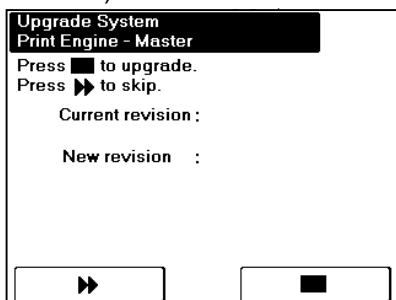 Upgrade System
Print Engine - Master
Press ■ to upgrade.
Press ▶▶ to skip.
Current revision :
New revision :
▶▶ ■